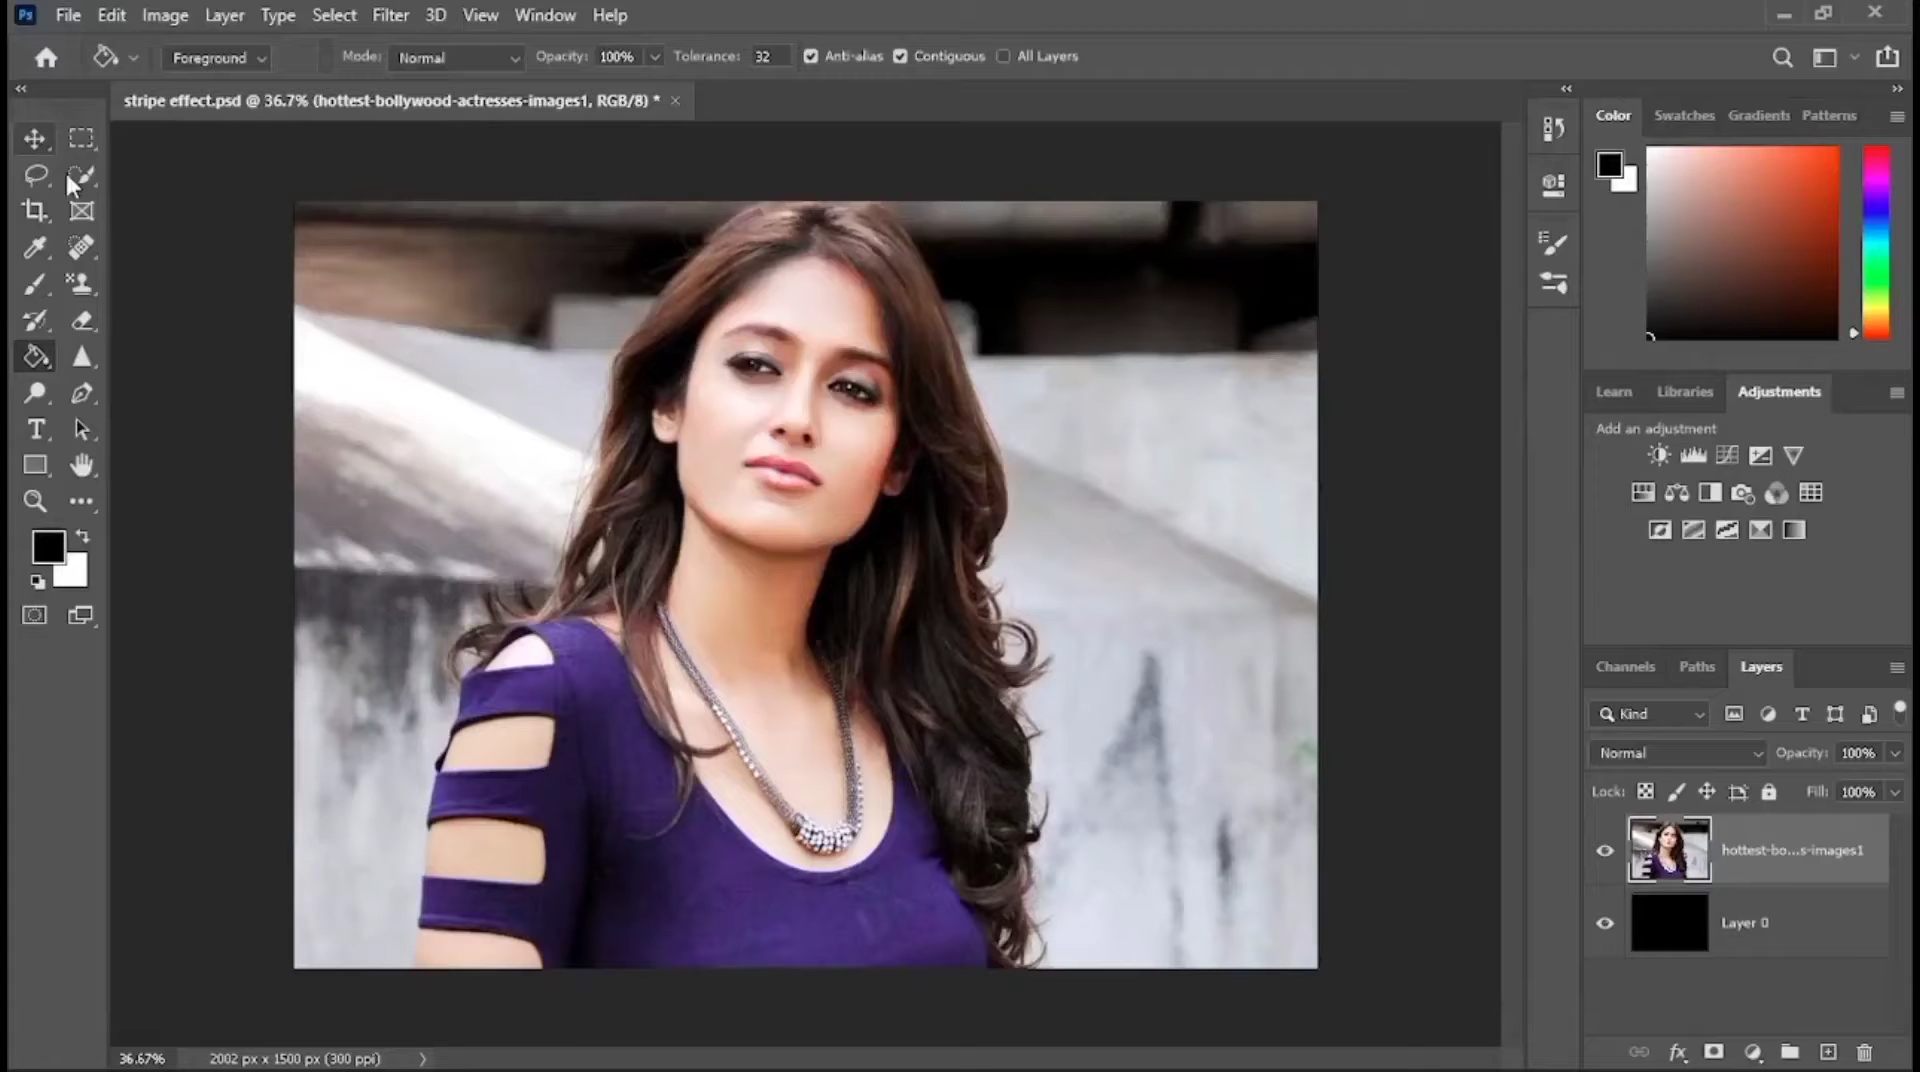 Ps File Edit Image Layer Type Select Filter 3D View Window Help
Foreground Mode: Normal Opacity: 100% Tolerance: 32 Anti-alias Contiguous All Layers
stripe effect.psd @ 36.7% (hottest-bollywood-actresses-images1, RGB/8) *
Color Swatches Gradients Patterns
Learn Libraries Adjustments
Add an adjustment
Channels Paths Layers
Kind
Normal Opacity: 100%
Lock: Fill: 100%
hottest-bo...s-images1
Layer 0
fx
36.67% 2002 px x 1500 px (300 ppi)